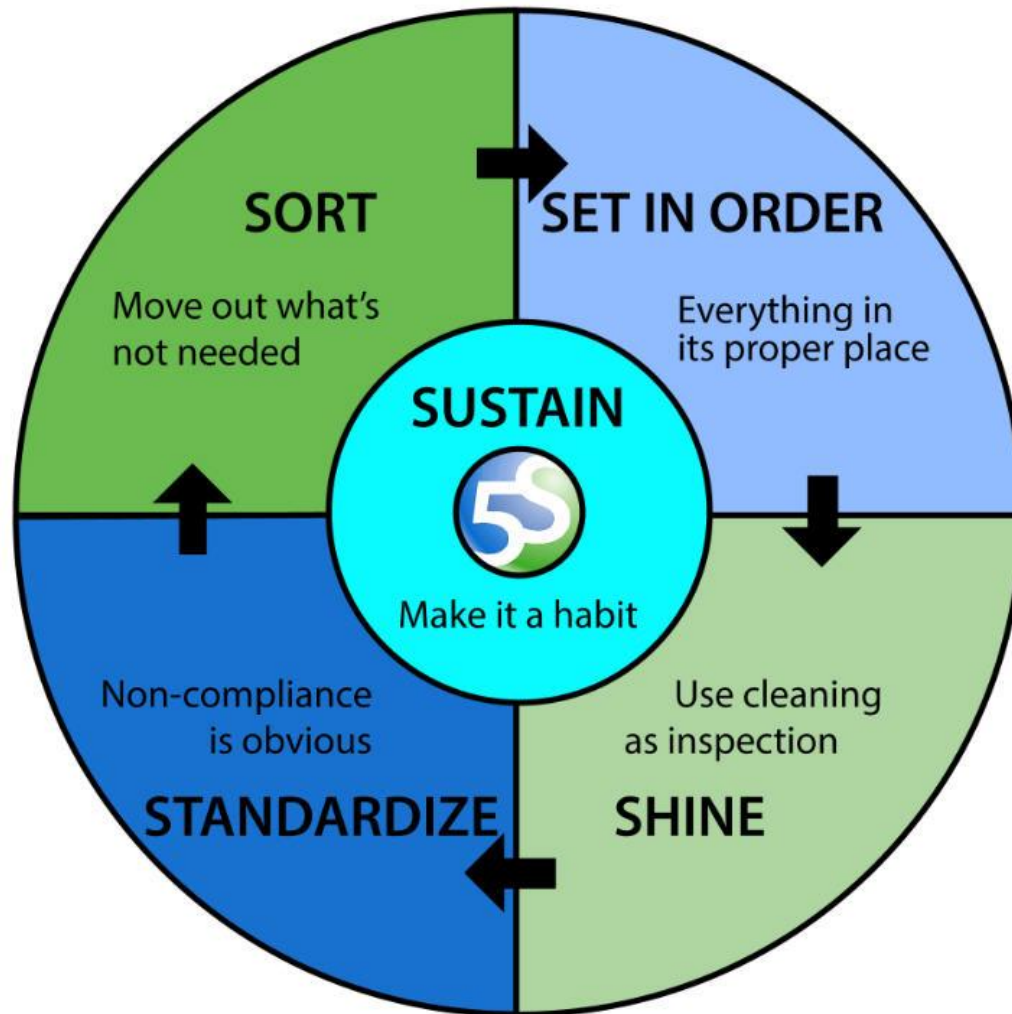 SORT
Move out what's
not needed
SET IN ORDER
Everything in
its proper place
SUSTAIN
5S
Make it a habit
Use cleaning
as inspection
SHINE
Non-compliance
is obvious
STANDARDIZE